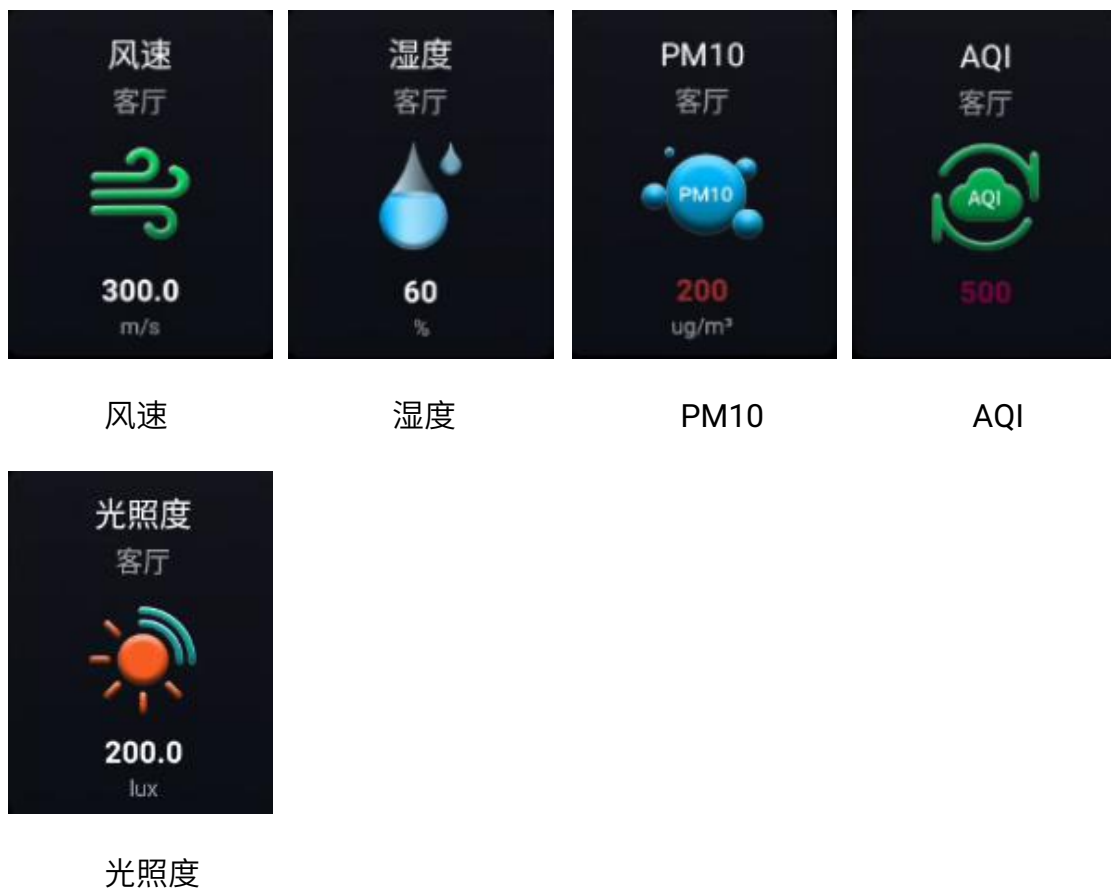 风速
客厅
300.0
m/s
湿度
客厅
60
%
PM10
客厅
PM10
200
ug/m³
AQI
客厅
AQI
500
风速
湿度
PM10
AQI
光照度
客厅
200.0
lux
光照度